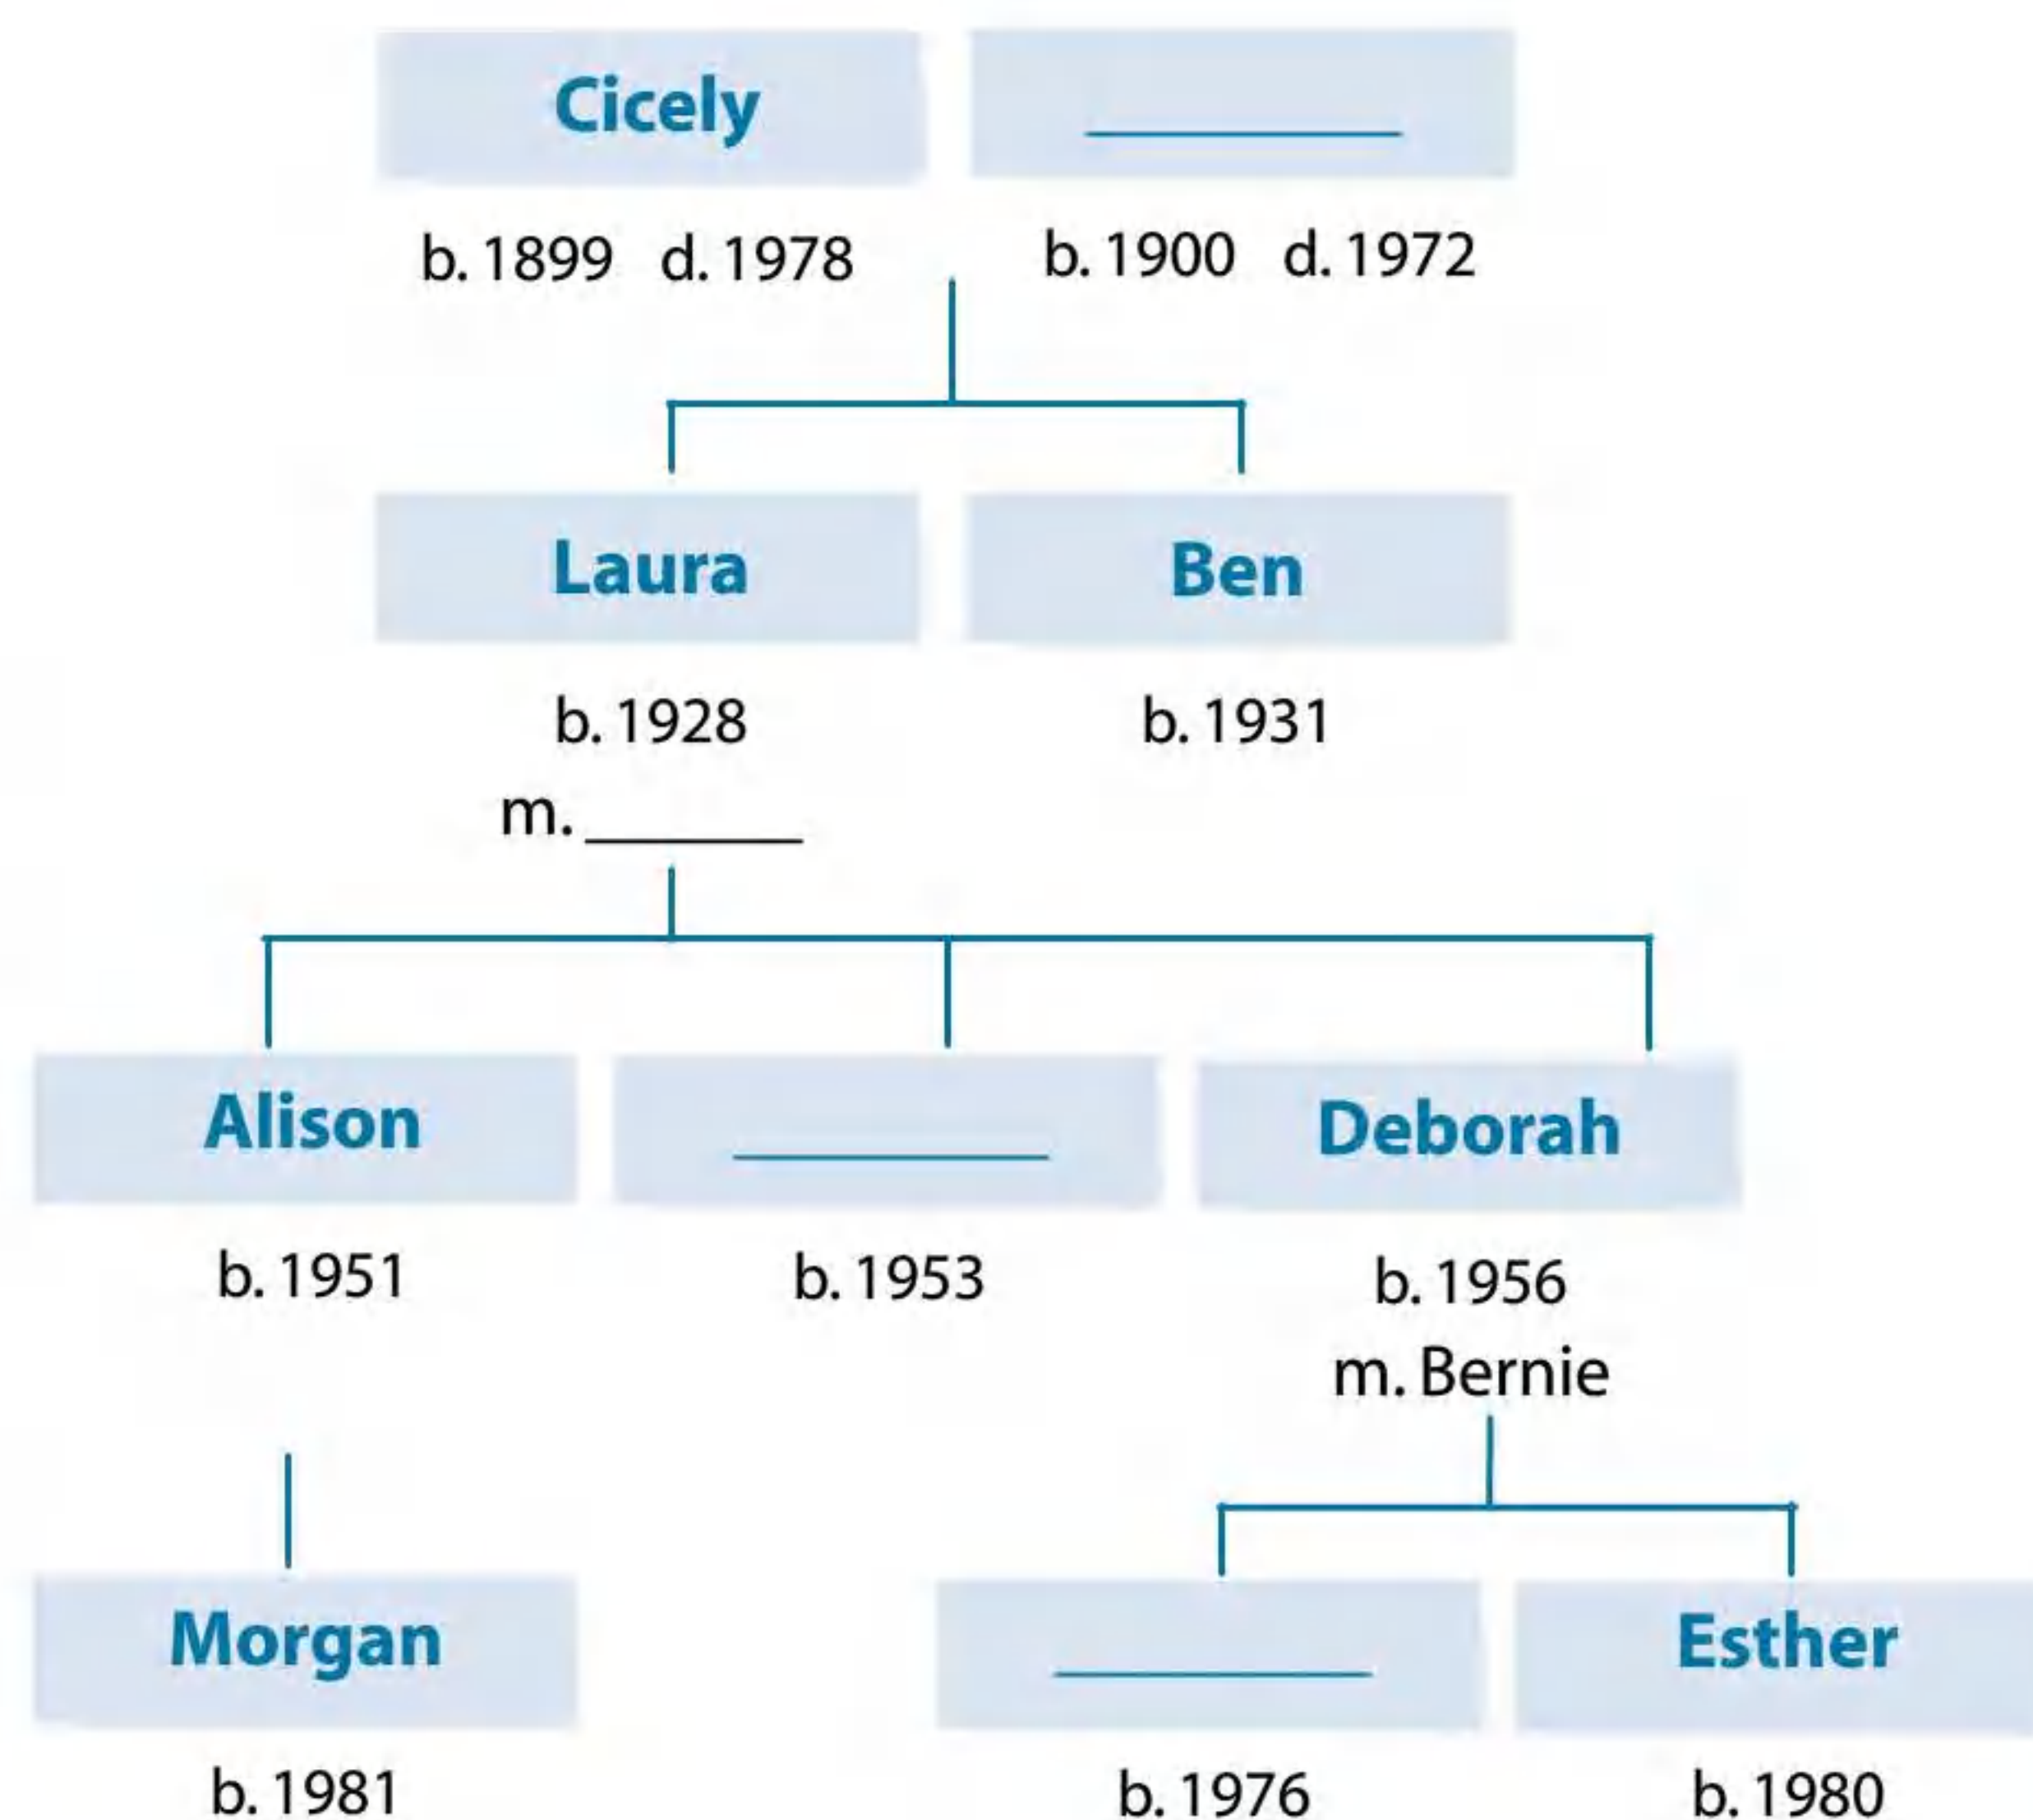 Cicely
b. 1899 d. 1978 b. 1900 d. 1972
Laura Ben
b. 1928 b. 1931
m.
Alison Deborah
b. 1951 b. 1953 b. 1956
m. Bernie
Morgan Esther
b. 1981 b. 1976 b. 1980